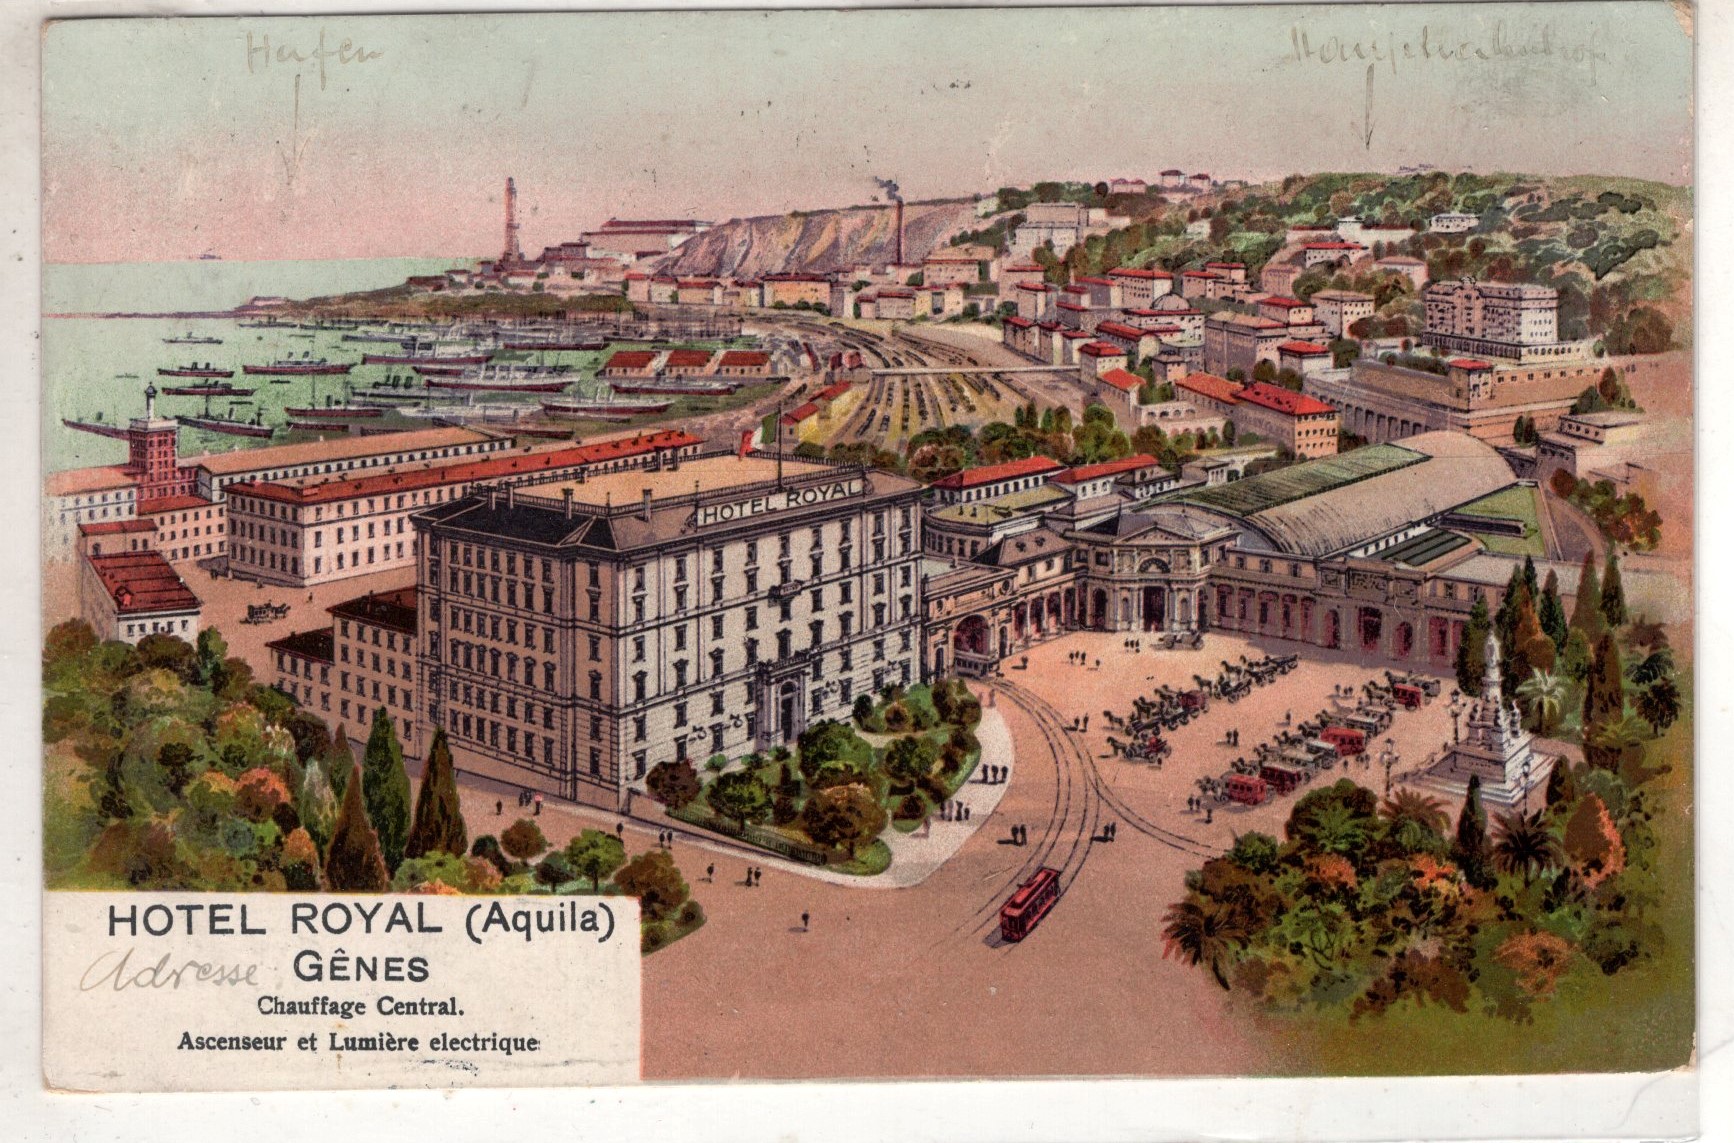 Hafen
Hauptbahnhof
HOTEL ROYAL
HOTEL ROYAL (Aquila)
Adresse GÊNES
Chauffage Central.
Ascenseur et Lumière electrique